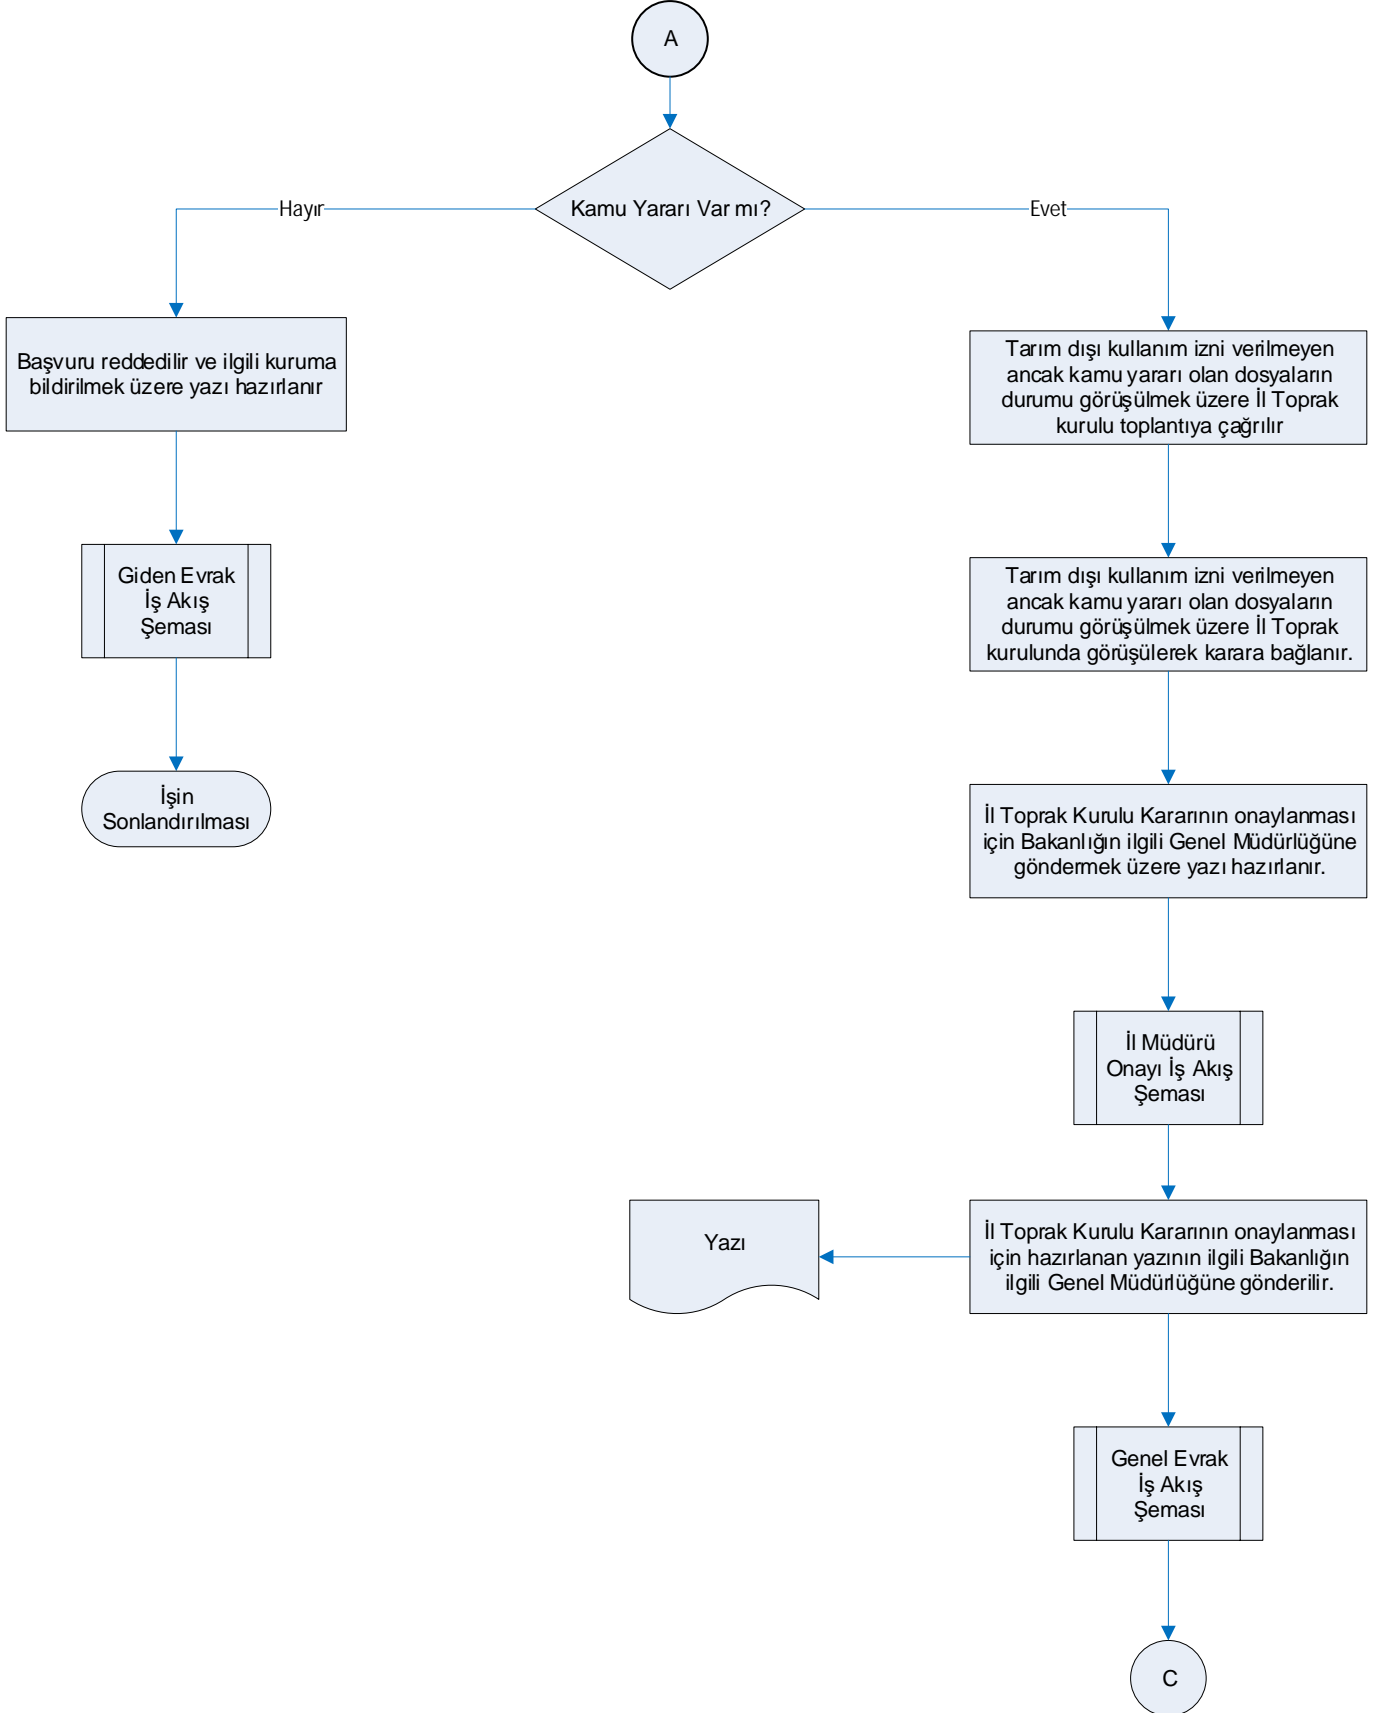 A
Kamu Yararı Var mı?
Hayır
Evet
Başvuru reddedilir ve ilgili kuruma
bildirilmek üzere yazı hazırlanır
Giden Evrak
İş Akış
Şeması
İşin
Sonlandırılması
Tarım dışı kullanım izni verilmeyen
ancak kamu yararı olan dosyaların
durumu görüşülmek üzere İl Toprak
kurulu toplantıya çağrılır
Tarım dışı kullanım izni verilmeyen
ancak kamu yararı olan dosyaların
durumu görüşülmek üzere İl Toprak
kurulunda görüşülerek karara bağlanır.
İl Toprak Kurulu Kararının onaylanması
için Bakanlığın ilgili Genel Müdürlüğüne
göndermek üzere yazı hazırlanır.
İl Müdürü
Onayı İş Akış
Şeması
İl Toprak Kurulu Kararının onaylanması
için hazırlanan yazının ilgili Bakanlığın
ilgili Genel Müdürlüğüne gönderilir.
Yazı
Genel Evrak
İş Akış
Şeması
C